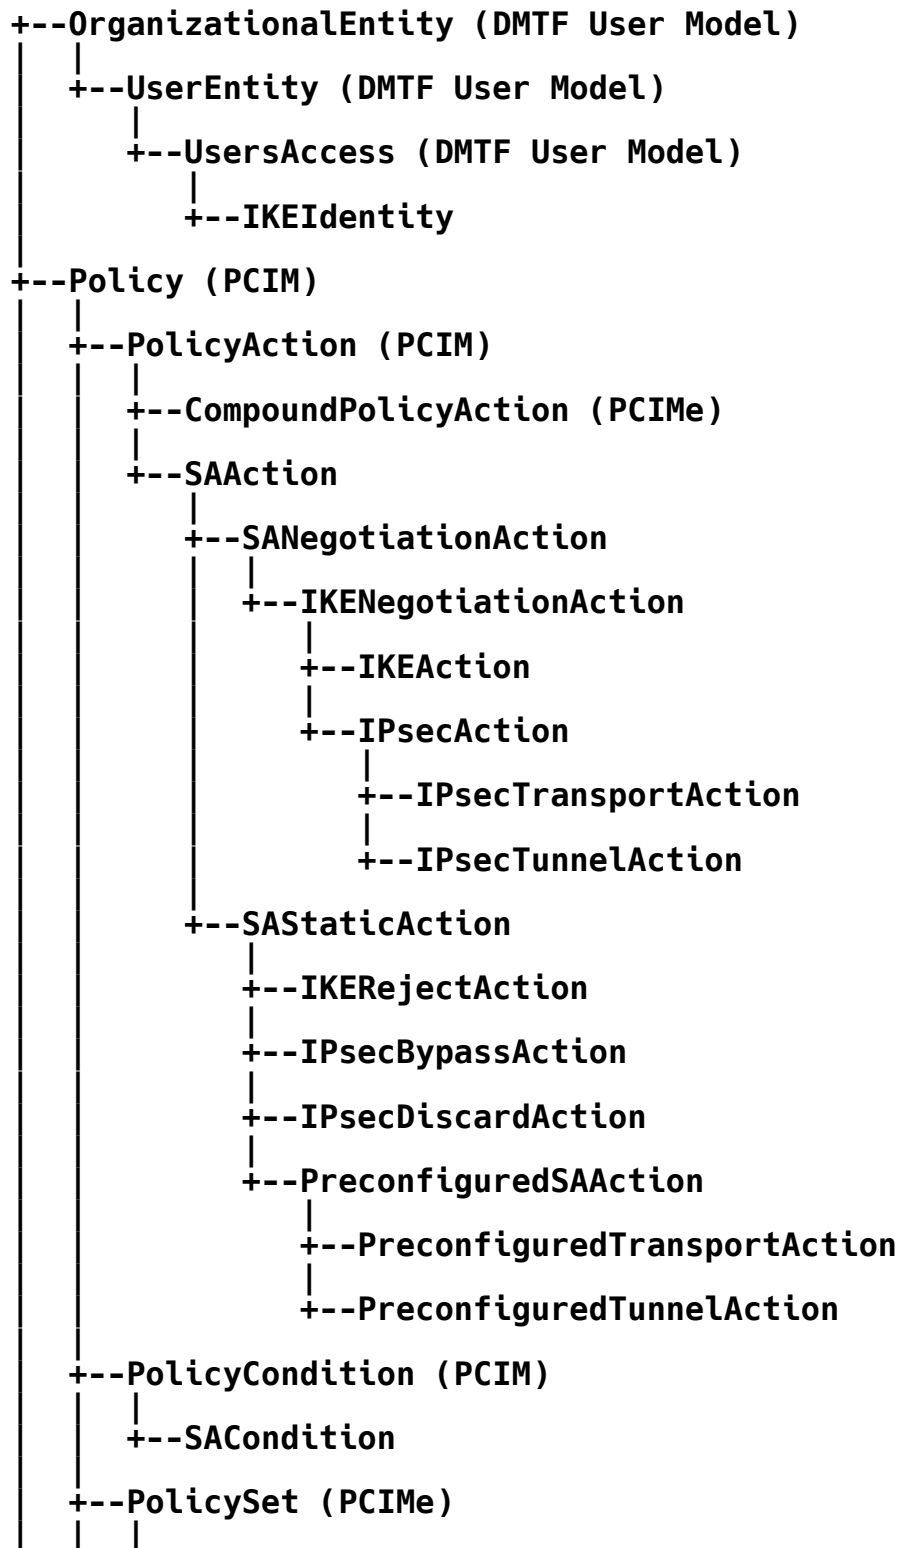 +--OrganizationalEntity (DMTF User Model)
|  |
|  +--UserEntity (DMTF User Model)
|     |
|     +--UsersAccess (DMTF User Model)
|        |
|        +--IKEIdentity
|
+--Policy (PCIM)
|  |
|  +--PolicyAction (PCIM)
|  |  |
|  |  +--CompoundPolicyAction (PCIMe)
|  |  |
|  |  +--SAAction
|  |     |
|  |     +--SANegotiationAction
|  |     |  |
|  |     |  +--IKENegotiationAction
|  |     |     |
|  |     |     +--IKEAction
|  |     |     |
|  |     |     +--IPsecAction
|  |     |        |
|  |     |        +--IPsecTransportAction
|  |     |        |
|  |     |        +--IPsecTunnelAction
|  |     |
|  |     +--SAStaticAction
|  |        |
|  |        +--IKERejectAction
|  |        |
|  |        +--IPsecBypassAction
|  |        |
|  |        +--IPsecDiscardAction
|  |        |
|  |        +--PreconfiguredSAAction
|  |           |
|  |           +--PreconfiguredTransportAction
|  |           |
|  |           +--PreconfiguredTunnelAction
|  |
|  +--PolicyCondition (PCIM)
|  |  |
|  |  +--SACondition
|  |
|  +--PolicySet (PCIMe)
|  |  |